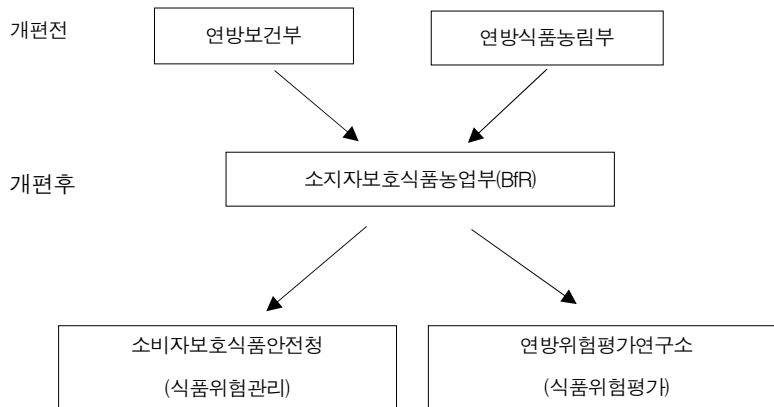 개편전
연방보건부
연방식품농림부
개편후
소지자보호식품농업부(BfR)
소비자보호식품안전청
(식품위험관리)
연방위험평가연구소
(식품위험평가)